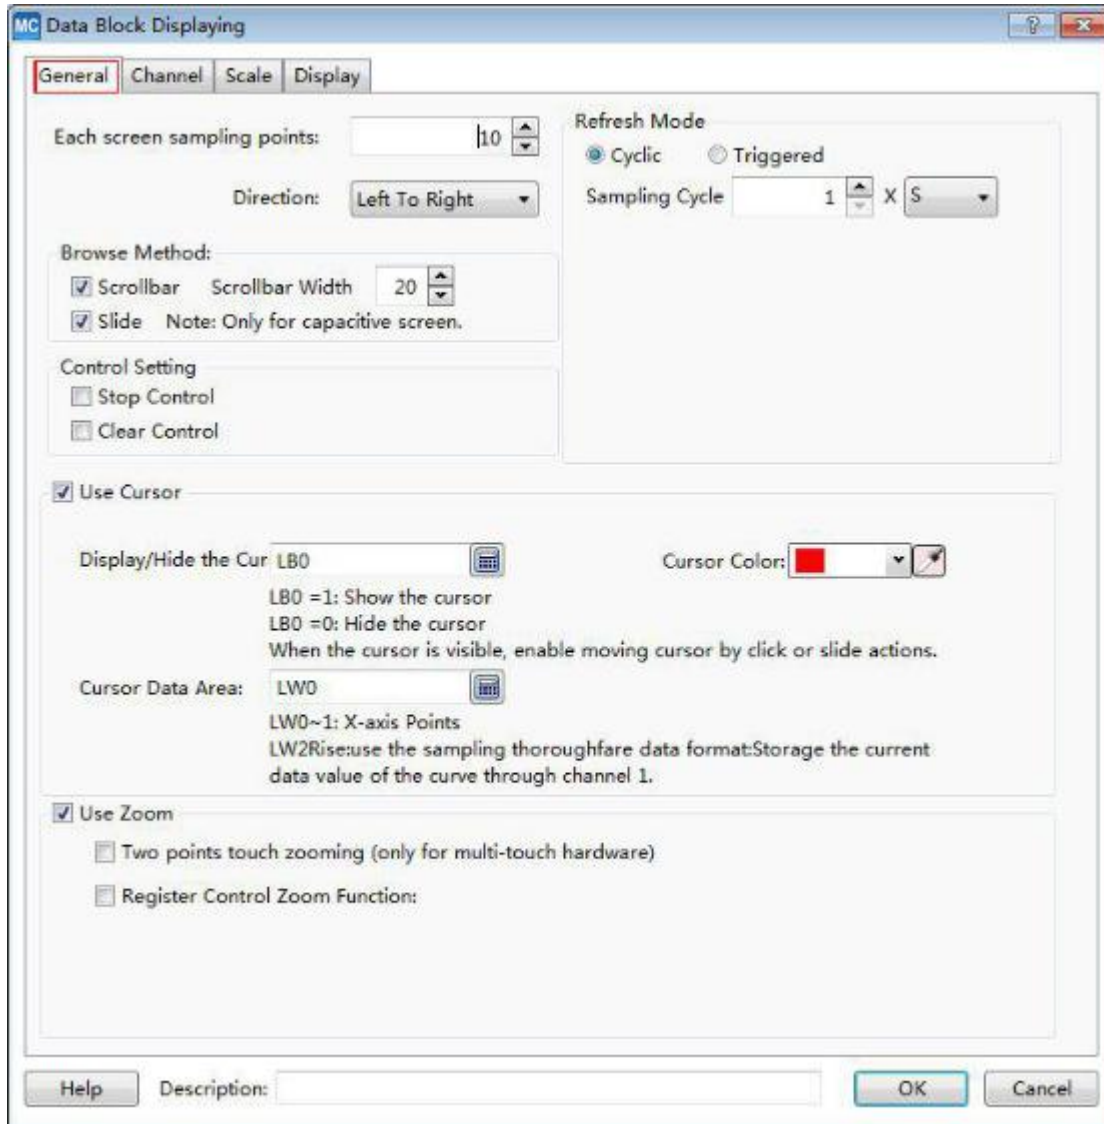 MC Data Block Displaying
General Channel Scale Display
Each screen sampling points: 10
Direction: Left To Right
Refresh Mode
Cyclic Triggered
Sampling Cycle 1 X S
Browse Method:
Scrollbar Scrollbar Width 20
Slide Note: Only for capacitive screen.
Control Setting
Stop Control
Clear Control
Use Cursor
Display/Hide the Cur LB0 Cursor Color:
LB0 =1: Show the cursor
LB0 =0: Hide the cursor
When the cursor is visible, enable moving cursor by click or slide actions.
Cursor Data Area: LW0
LW0~1: X-axis Points
LW2Rise:use the sampling thoroughfare data format:Storage the current
data value of the curve through channel 1.
Use Zoom
Two points touch zooming (only for multi-touch hardware)
Register Control Zoom Function:
Help Description: OK Cancel